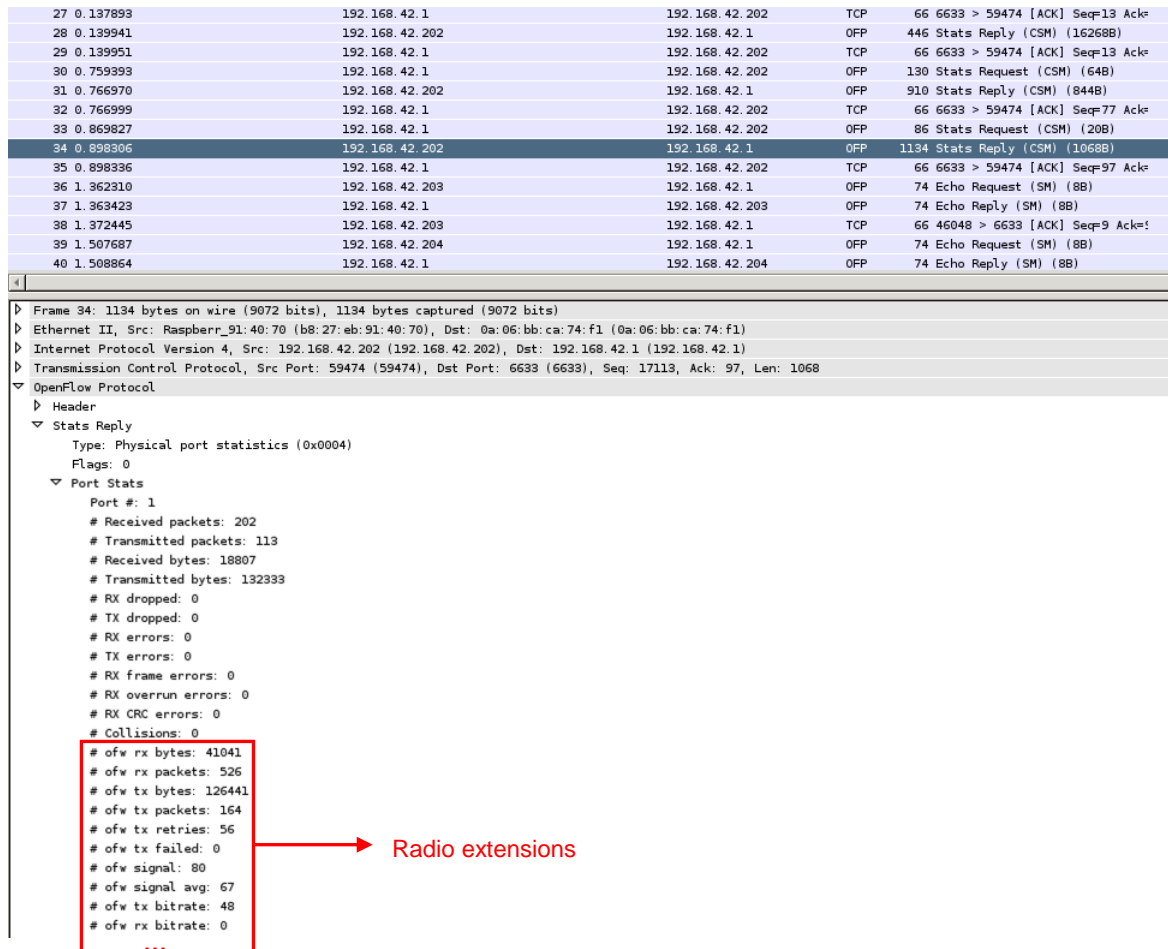 27 0.137893 192.168.42.1 192.168.42.202 TCP 66 6633 > 59474 [ACK] Seq=13 Ack=
28 0.139941 192.168.42.202 192.168.42.1 OFP 446 Stats Reply (CSM) (16268B)
29 0.139951 192.168.42.1 192.168.42.202 TCP 66 6633 > 59474 [ACK] Seq=13 Ack=
30 0.759393 192.168.42.1 192.168.42.202 OFP 130 Stats Request (CSM) (64B)
31 0.766970 192.168.42.202 192.168.42.1 OFP 910 Stats Reply (CSM) (844B)
32 0.766999 192.168.42.1 192.168.42.202 TCP 66 6633 > 59474 [ACK] Seq=77 Ack=
33 0.869827 192.168.42.1 192.168.42.202 OFP 86 Stats Request (CSM) (20B)
34 0.898306 192.168.42.202 192.168.42.1 OFP 1134 Stats Reply (CSM) (1068B)
35 0.898336 192.168.42.1 192.168.42.202 TCP 66 6633 > 59474 [ACK] Seq=97 Ack=
36 1.362310 192.168.42.203 192.168.42.1 OFP 74 Echo Request (SM) (8B)
37 1.363423 192.168.42.1 192.168.42.203 OFP 74 Echo Reply (SM) (8B)
38 1.372445 192.168.42.203 192.168.42.1 TCP 66 46048 > 6633 [ACK] Seq=9 Ack=
39 1.507687 192.168.42.204 192.168.42.1 OFP 74 Echo Request (SM) (8B)
40 1.508864 192.168.42.1 192.168.42.204 OFP 74 Echo Reply (SM) (8B)
Frame 34: 1134 bytes on wire (9072 bits), 1134 bytes captured (9072 bits)
Ethernet II, Src: Raspberr_91:40:70 (b8:27:eb:91:40:70), Dst: 0a:06:bb:ca:74:f1 (0a:06:bb:ca:74:f1)
Internet Protocol Version 4, Src: 192.168.42.202 (192.168.42.202), Dst: 192.168.42.1 (192.168.42.1)
Transmission Control Protocol, Src Port: 59474 (59474), Dst Port: 6633 (6633), Seq: 17113, Ack: 97, Len: 1068
OpenFlow Protocol
Header
Stats Reply
Type: Physical port statistics (0x0004)
Flags: 0
Port Stats
Port #: 1
# Received packets: 202
# Transmitted packets: 113
# Received bytes: 18807
# Transmitted bytes: 132333
# RX dropped: 0
# TX dropped: 0
# RX errors: 0
# TX errors: 0
# RX frame errors: 0
# RX overrun errors: 0
# RX CRC errors: 0
# Collisions: 0
# ofw rx bytes: 41041
# ofw rx packets: 526
# ofw tx bytes: 126441
# ofw tx packets: 164
# ofw tx retries: 56
# ofw tx failed: 0
Radio extensions
# ofw signal: 80
# ofw signal avg: 67
# ofw tx bitrate: 48
# ofw rx bitrate: 0
...